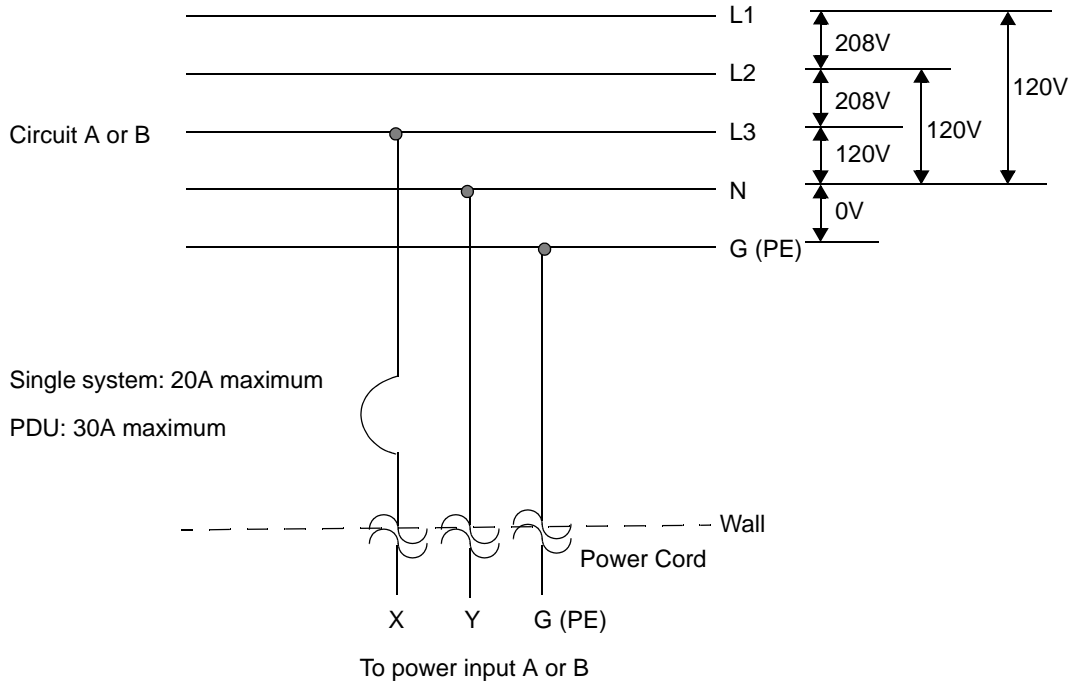 L1
208V
L2
120V
208V
Circuit A or B
L3
120V
120V
N
0V
G (PE)
Single system: 20A maximum
PDU: 30A maximum
Wall
Power Cord
X
Y
G (PE)
To power input A or B